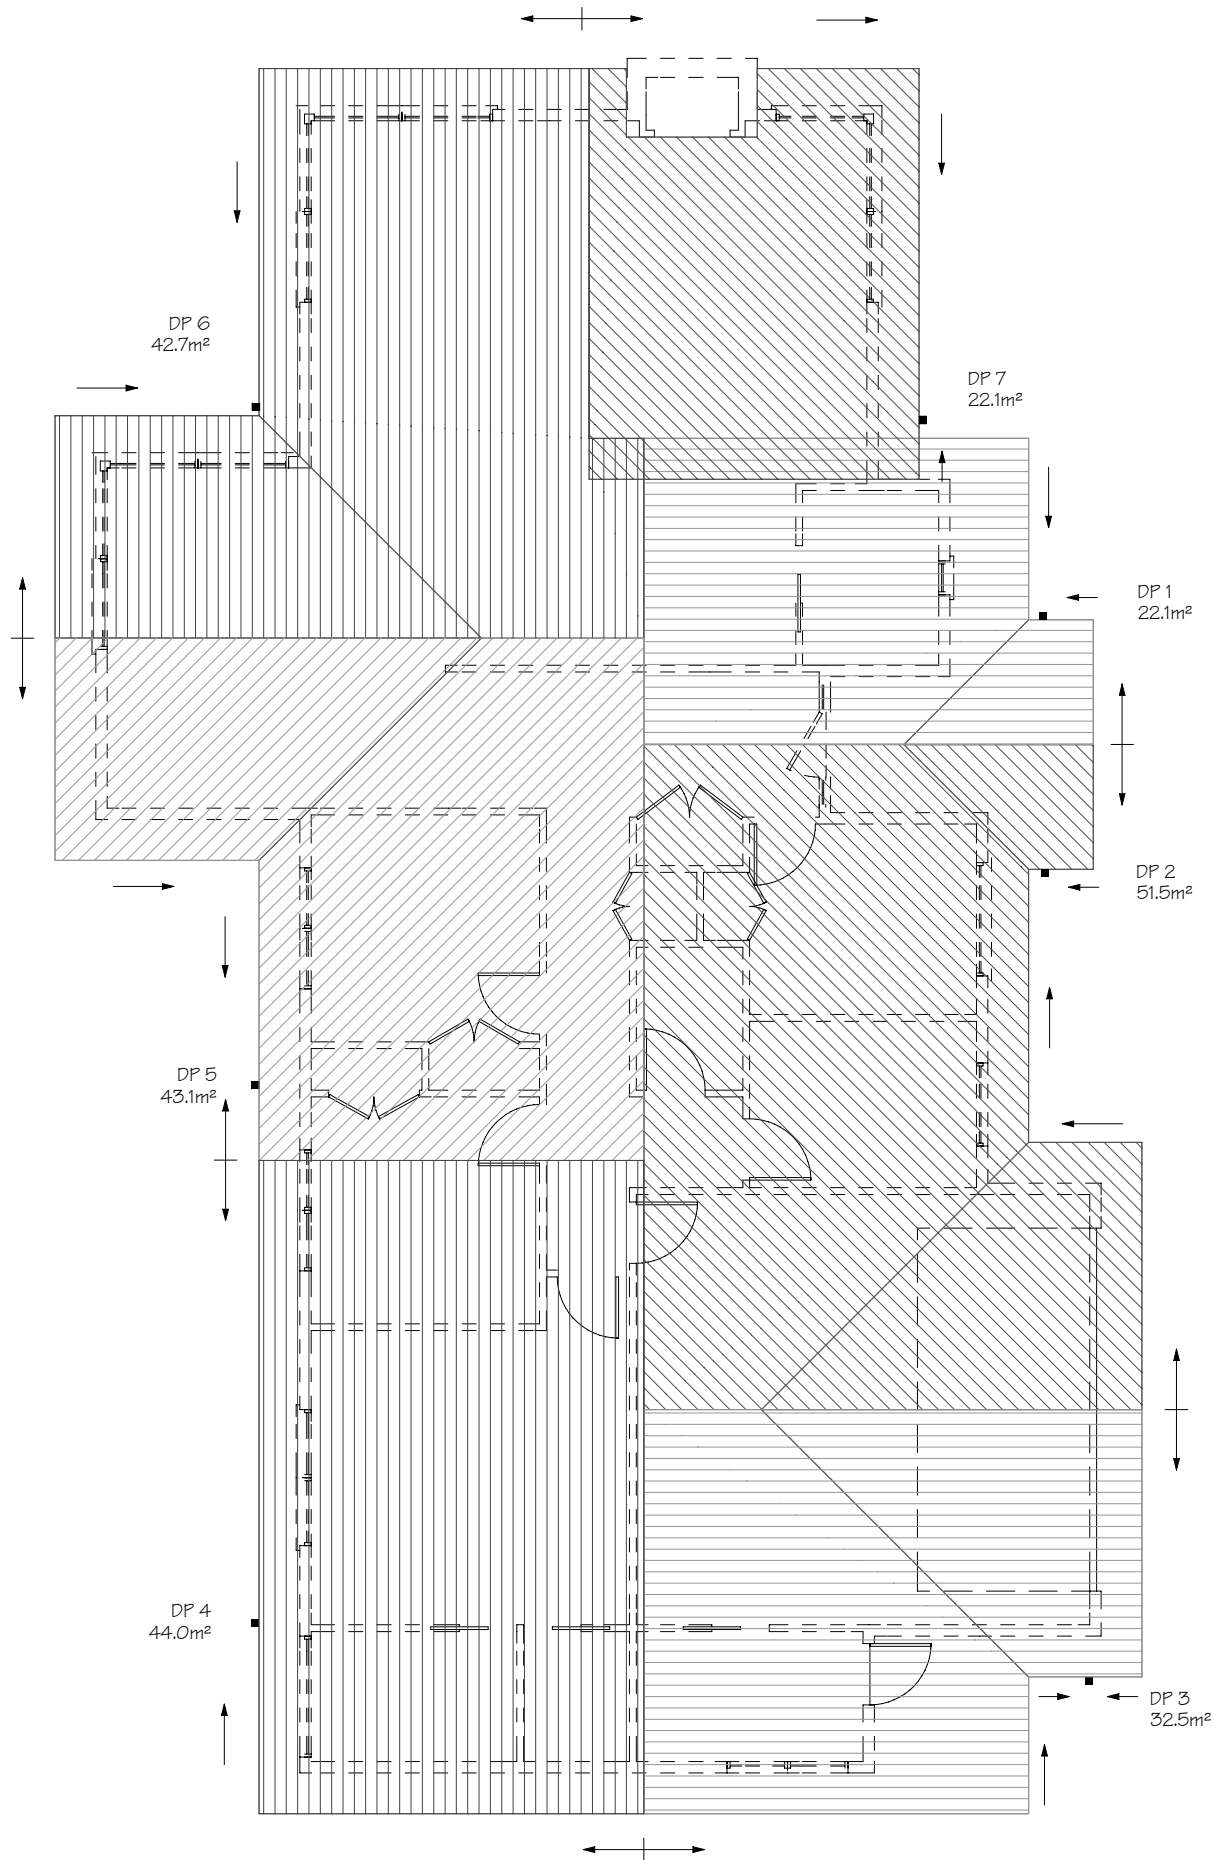 DP 6
42.7m²
DP 7
22.1m²
DP 1
22.1m²
DP 2
51.5m²
DP 5
43.1m²
DP 4
44.0m²
DP 3
32.5m²